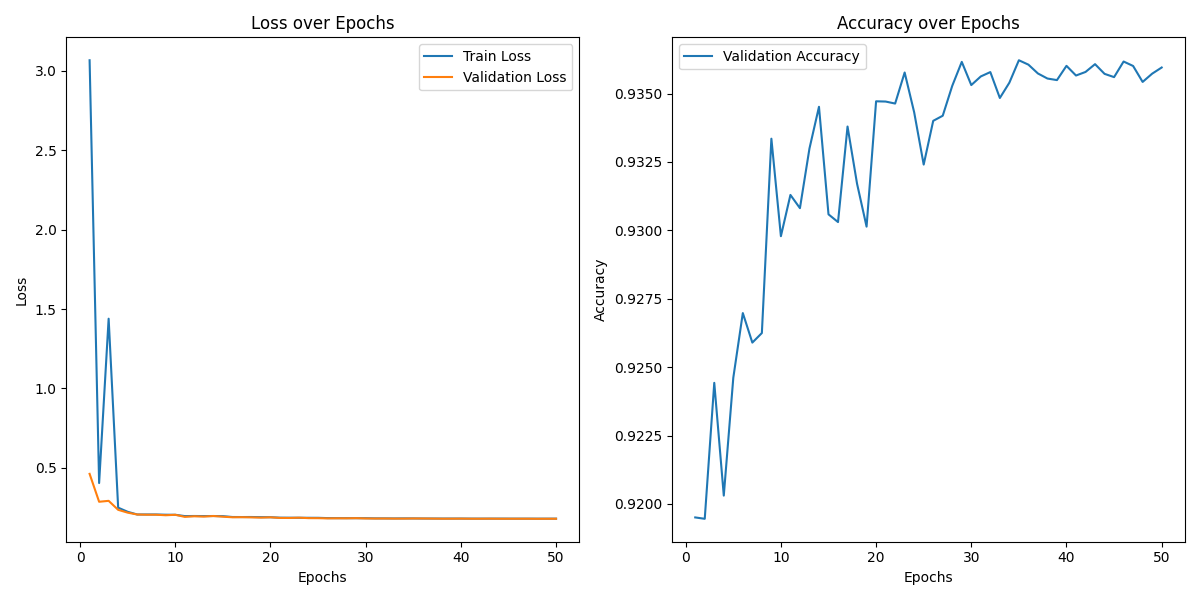 Loss over Epochs
Train Loss
Validation Loss
3.0
2.5
2.0
1.5
1.0
0.5
Loss
0 10 20 30 40 50
Epochs
Accuracy over Epochs
Validation Accuracy
0.9350
0.9325
0.9300
0.9275
0.9250
0.9225
0.9200
Accuracy
0 10 20 30 40 50
Epochs